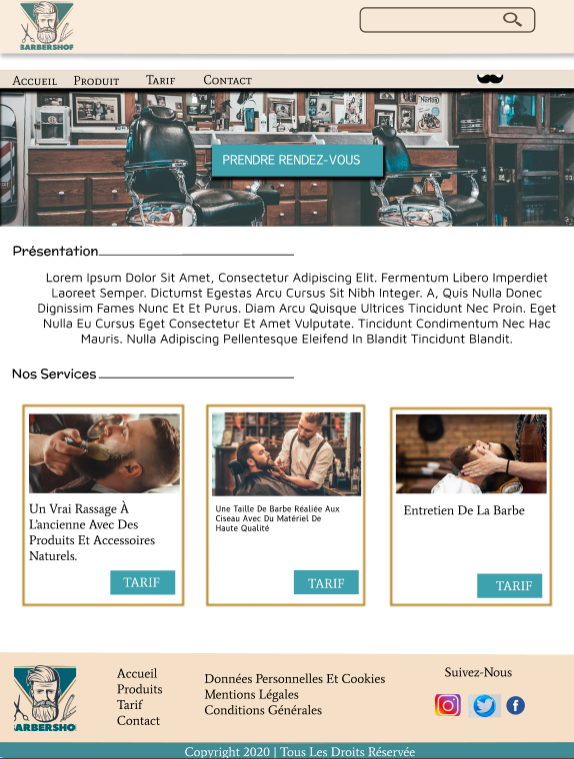 BARBERSHOP
Accueil Produit Tarif Contact
PRENDRE RENDEZ-VOUS
Présentation
Lorem Ipsum Dolor Sit Amet, Consectetur Adipiscing Elit. Fermentum Libero Imperdiet
Laoreet Semper. Dictumst Egestas Arcu Cursus Sit Nibh Integer. A, Quis Nulla Donec
Dignissim Fames Nunc Et Et Purus. Diam Arcu Quisque Ultrices Tincidunt Nec Proin. Eget
Nulla Eu Cursus Eget Consectetur Et Amet Vulputate. Tincidunt Condimentum Nec Hac
Mauris. Nulla Adipiscing Pellentesque Eleifend In Blandit Tincidunt Blandit.
Nos Services
Un Vrai Rassage À
L'ancienne Avec Des
Produits Et Accessoires
Naturels.
TARIF
Une Taille De Barbe Réaliée Aux
Ciseau Avec Du Matériel De
Haute Qualité
TARIF
Entretien De La Barbe
TARIF
BARBERSHO
Accueil
Produits
Tarif
Contact
Données Personnelles Et Cookies
Mentions Légales
Conditions Générales
Suivez-Nous
Copyright 2020 | Tous Les Droits Réservée